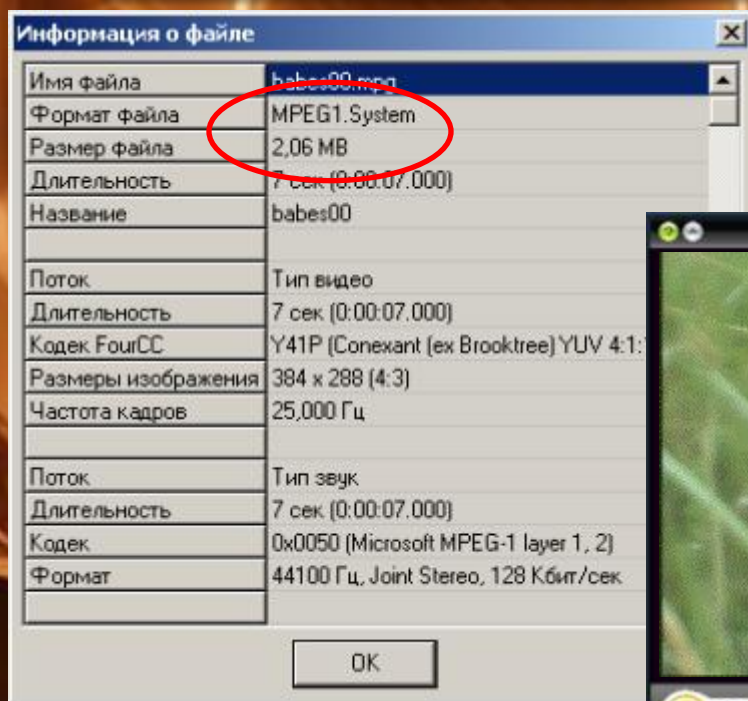 Информация о файле
Имя файла babes00.mpg
Формат файла MPEG1.System
Размер файла 2,06 MB
Длительность 7 сек (0:00:07.000)
Название babes00
Поток Тип видео
Длительность 7 сек (0:00:07.000)
Кодек FourCC Y41P (Conexant (ex Brooktree) YUV 4:1:
Размеры изображения 384 x 288 (4:3)
Частота кадров 25,000 Гц
Поток Тип звук
Длительность 7 сек (0:00:07.000)
Кодек 0x0050 (Microsoft MPEG-1 layer 1, 2)
Формат 44100 Гц, Joint Stereo, 128 Кбит/сек
OK